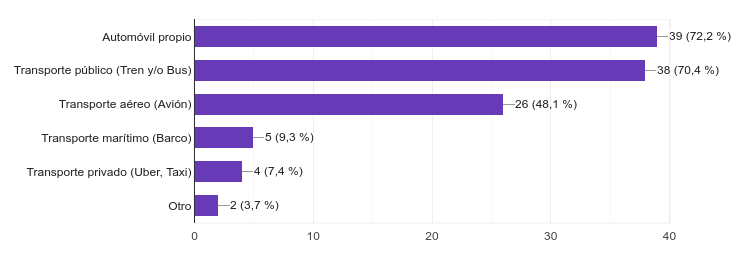 Automóvil propio 39 (72,2 %)
Transporte público (Tren y/o Bus) 38 (70,4 %)
Transporte aéreo (Avión) 26 (48,1 %)
Transporte marítimo (Barco) 5 (9,3 %)
Transporte privado (Uber, Taxi) 4 (7,4 %)
Otro 2 (3,7 %)
0 10 20 30 40